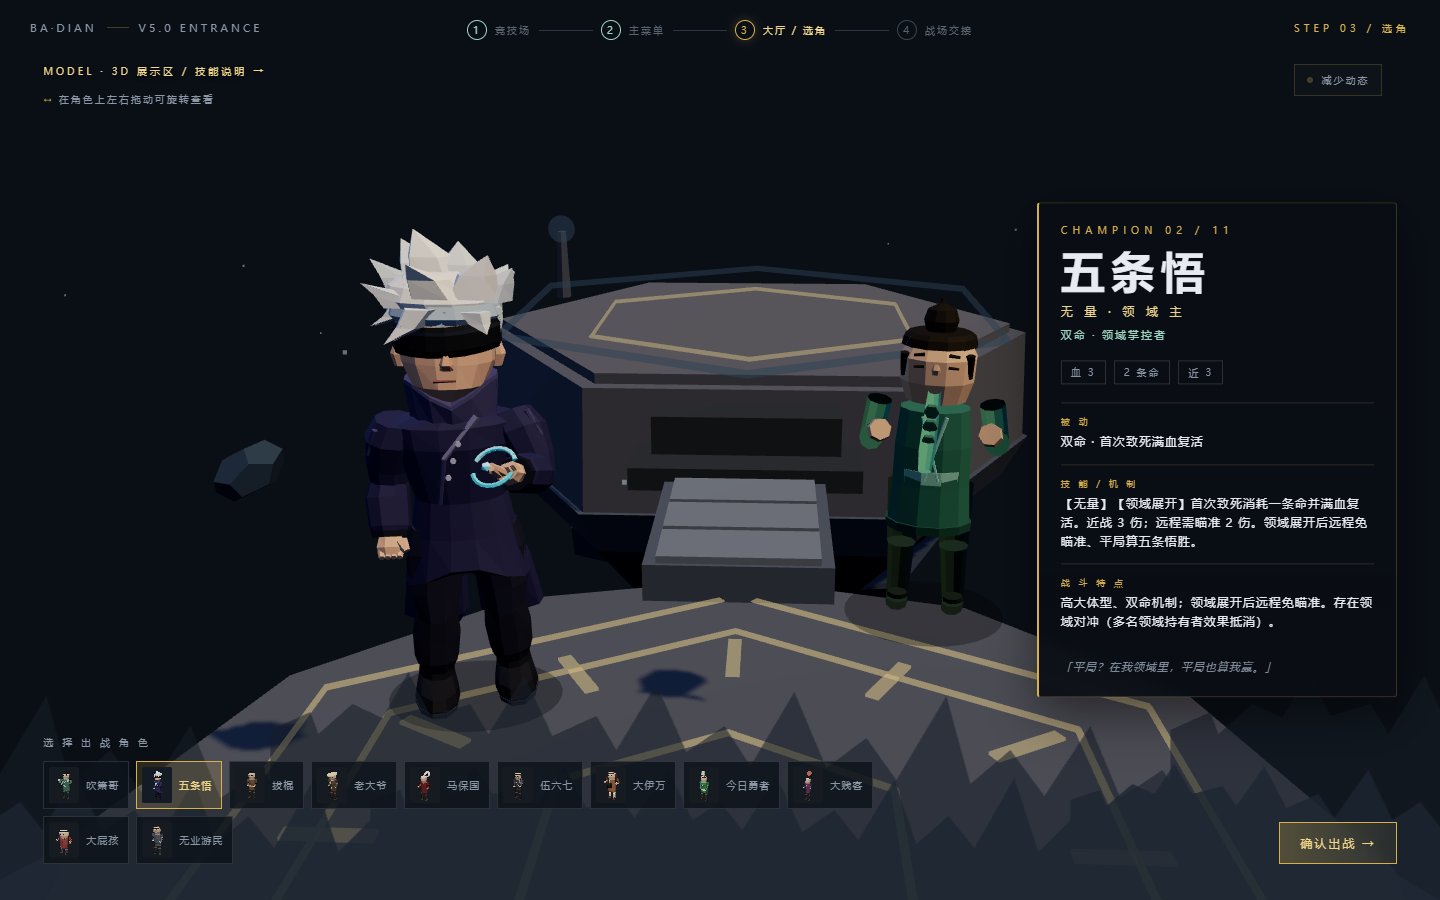 BA-DIAN — V5.0 ENTRANCE
1 竞技场
2 主菜单
3 大厅 / 选角
4 战场交接
STEP 03 / 选角
MODEL · 3D 展示区 / 技能说明 →
↔ 在角色上左右拖动可旋转查看
减少动态
CHAMPION 02 / 11
五条悟
无量·领域主
双命 · 领域掌控者
血 3
2 条命
近 3
被动
双命 · 首次致死满血复活
技能 / 机制
【无量】【领域展开】首次致死消耗一条命并满血复
活。近战 3 伤；远程需瞄准 2 伤。领域展开后远程免
瞄准、平局算五条悟胜。
战斗特点
高大体型、双命机制；领域展开后远程免瞄准。存在领
域对冲（多名领域持有者效果抵消）。
「平局？在我领域里，平局也算我赢。」
选择出战角色
吹箫哥
五条悟
拔棍
老大爷
马保国
伍六七
大伊万
今日勇者
大贱客
大屁孩
无业游民
确认出战 →